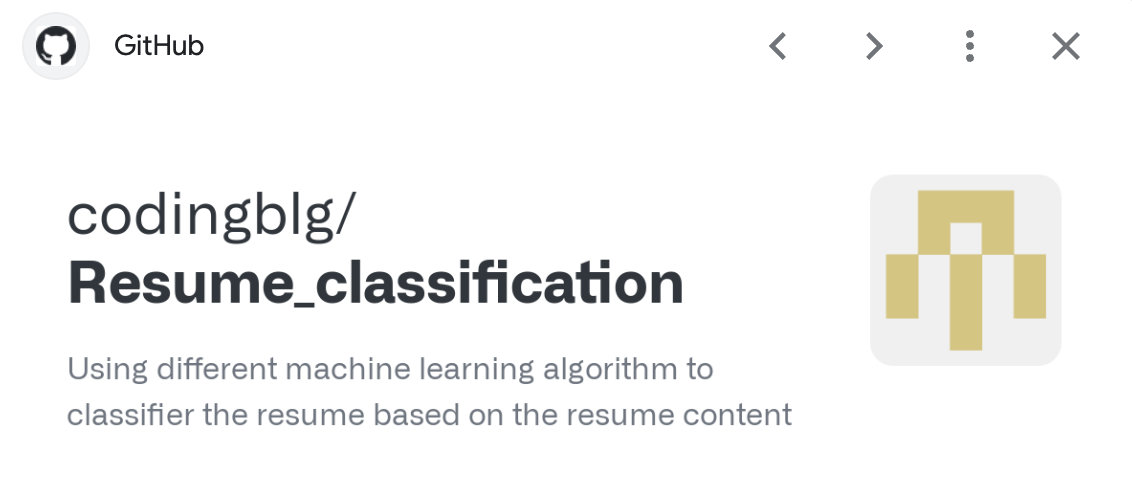 GitHub
codingblg/
Resume_classification
Using different machine learning algorithm to
classifier the resume based on the resume content